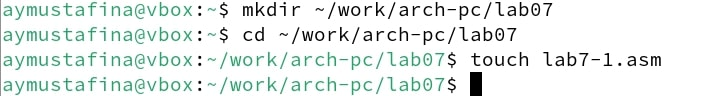 aymustafina@vbox:~$ mkdir ~/work/arch-pc/lab07
aymustafina@vbox:~$ cd ~/work/arch-pc/lab07
aymustafina@vbox:~/work/arch-pc/lab07$ touch lab7-1.asm
aymustafina@vbox:~/work/arch-pc/lab07$